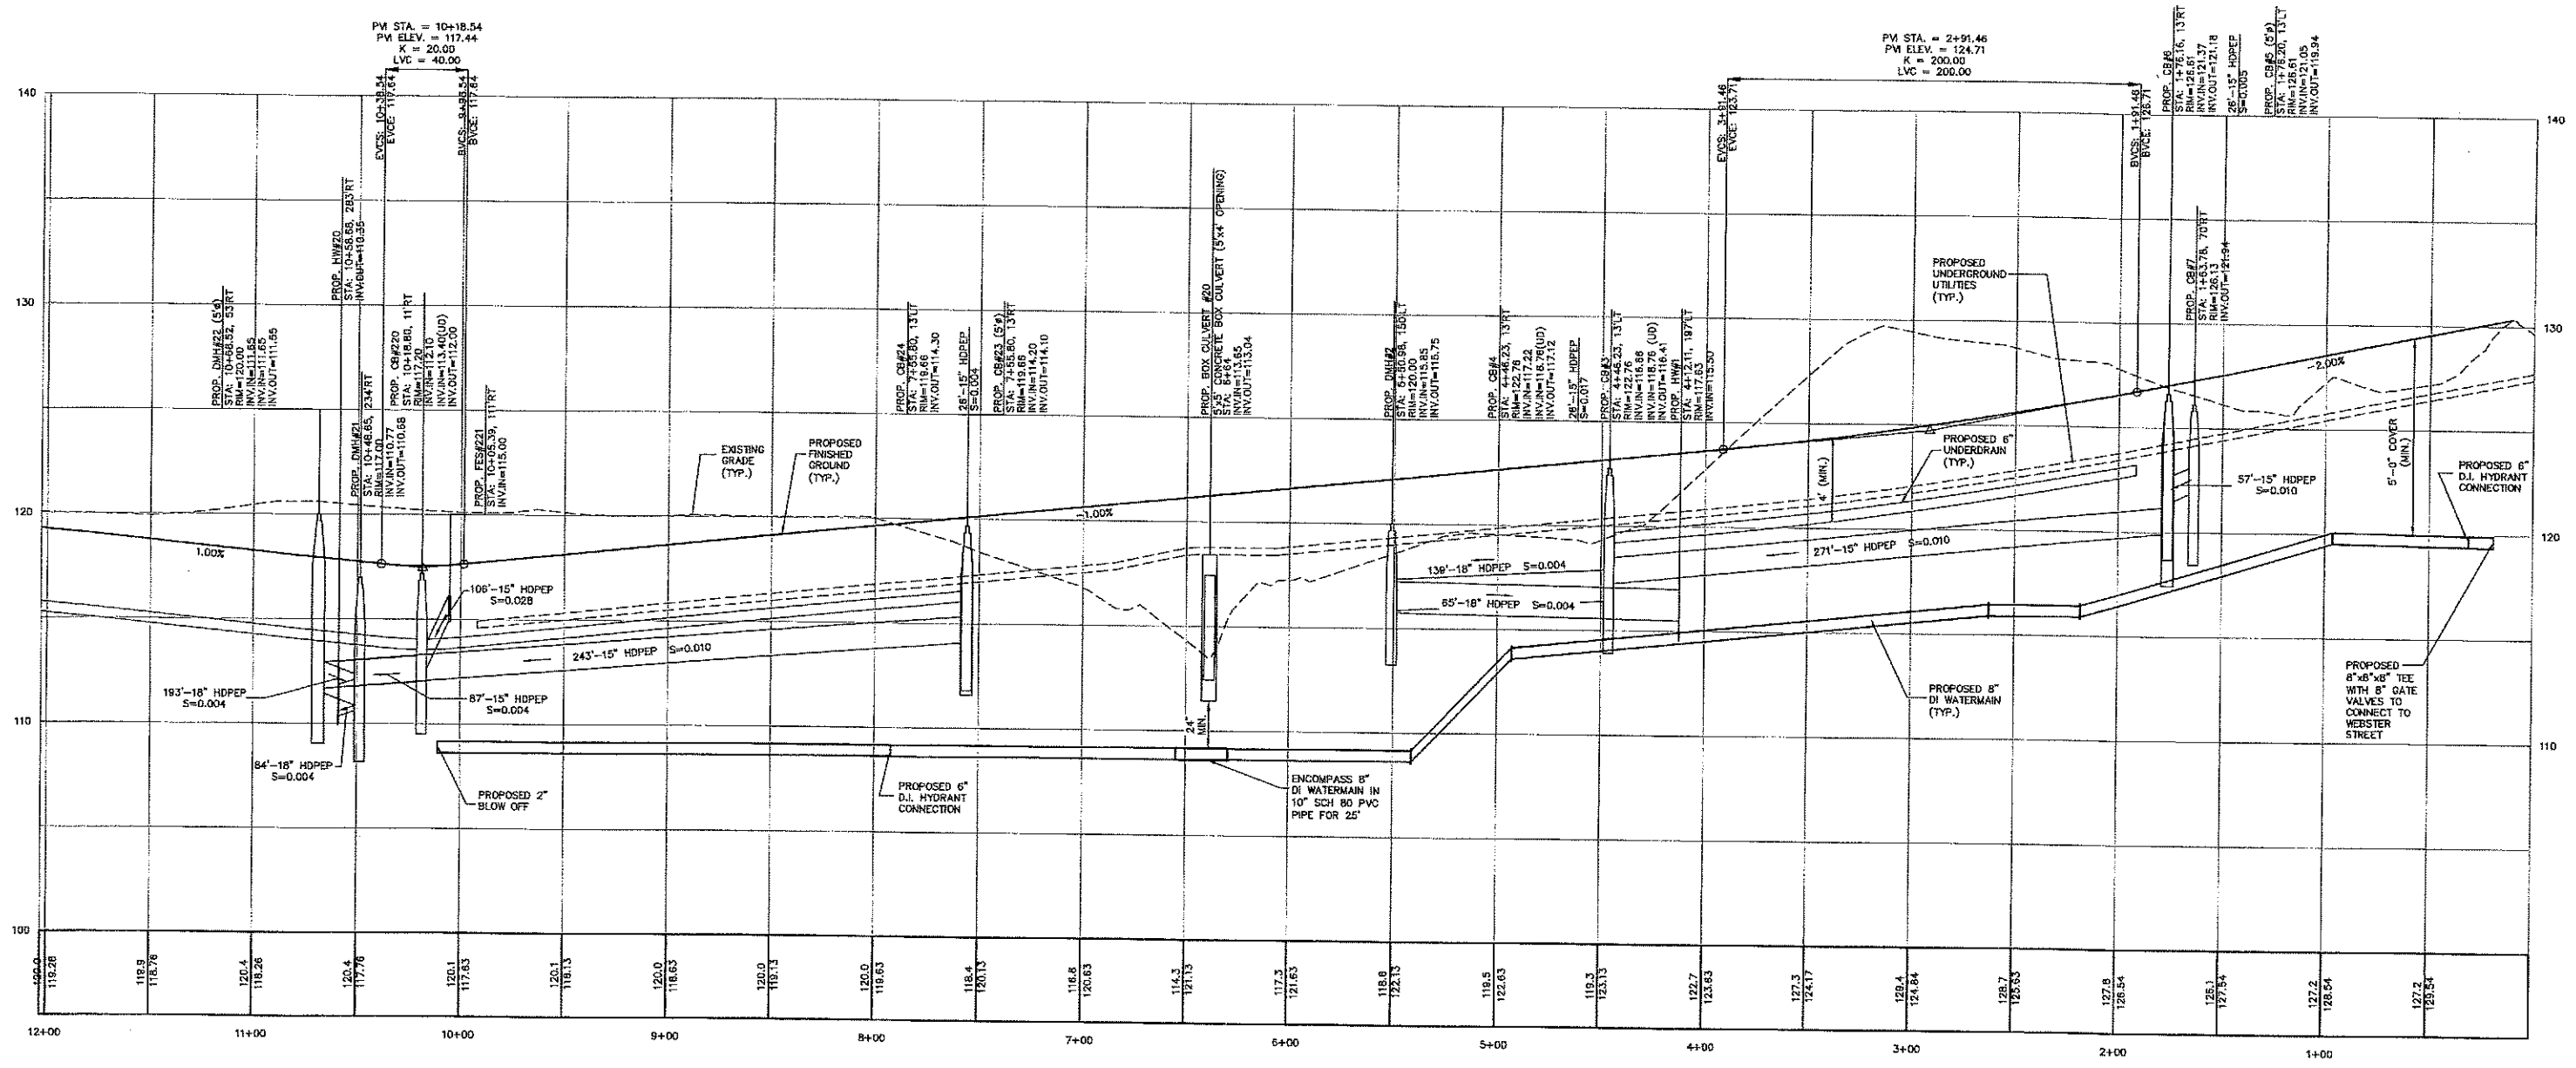 PVI STA. = 10+18.54
PVI ELEV. = 117.44
K = 20.00
LVC = 40.00
EVCS: 10+38.54
EVCE: 117.64
BVCS: 9+98.54
BVCE: 117.64
PVI STA. = 2+91.46
PVI ELEV. = 124.71
K = 200.00
LVC = 200.00
EVCS: 3+91.46
EVCE: 123.71
BVCS: 1+91.46
BVCE: 126.71
PROP. CB#6
STA: 1+76.16, 13'RT
RIM=126.61
INV.IN=121.37
INV.OUT=121.18
26'-15" HDPEP
S=0.005
PROP. CB#5 (5'ø)
STA: 1+76.20, 13'LT
RIM=126.61
INV.IN=121.05
INV.OUT=119.94
140
140
PROP. DMH#22 (5'ø)
STA: 10+68.52, 53'RT
RIM=120.00
INV.IN=111.65
INV.IN=111.65
INV.OUT=111.55
PROP. HW#20
STA: 10+58.68, 283'RT
INV.OUT=110.35
PROP. DMH#21
STA: 10+48.65, 234'RT
RIM=117.00
INV.IN=110.77
INV.OUT=110.68
PROP. CB#220
STA: 10+18.80, 11'RT
RIM=117.20
INV.IN=112.10
INV.IN=113.40(UD)
INV.OUT=112.00
PROP. FES#221
STA: 10+05.39, 111'RT
INV.IN=115.00
PROP. CB#24
STA: 7+55.80, 13'LT
RIM=119.66
INV.OUT=114.30
26'-15" HDPEP
S=0.004
PROP. CB#23 (5'ø)
STA: 7+55.80, 13'RT
RIM=119.66
INV.IN=114.20
INV.OUT=114.10
PROP. BOX CULVERT #20
5'x5' CONCRETE BOX CULVERT (5'x4' OPENING)
STA: 6+64
INV.IN=113.65
INV.OUT=113.04
PROP. DMH#2
STA: 5+50.98, 150'LT
RIM=120.00
INV.IN=115.85
INV.OUT=115.75
PROP. CB#4
STA: 4+46.23, 13'RT
RIM=122.76
INV.IN=117.22
INV.IN=118.76(UD)
INV.OUT=117.12
26'-15" HDPEP
S=0.017
PROP. CB#3
STA: 4+46.23, 13'LT
RIM=122.76
INV.IN=116.66
INV.IN=118.76 (UD)
INV.OUT=116.41
PROP. HW#1
STA: 4+12.11, 197'LT
RIM=117.63
INV.IN=115.50
PROPOSED
UNDERGROUND
UTILITIES
(TYP.)
PROP. CB#7
STA: 1+63.78, 70'RT
RIM=126.13
INV.OUT=121.94
130
130
-2.00%
EXISTING
GRADE
(TYP.)
PROPOSED
FINISHED
GROUND
(TYP.)
PROPOSED 6"
UNDERDRAIN
(TYP.)
4' (MIN.)
5'-0" COVER
(MIN.)
PROPOSED 6"
D.I. HYDRANT
CONNECTION
57'-15" HDPEP
S=0.010
120
120
1.00%
-1.00%
271'-15" HDPEP S=0.010
139'-18" HDPEP S=0.004
65'-18" HDPEP S=0.004
106'-15" HDPEP
S=0.028
243'-15" HDPEP S=0.010
193'-18" HDPEP
S=0.004
87'-15" HDPEP
S=0.004
84'-18" HDPEP
S=0.004
PROPOSED 2"
BLOW OFF
PROPOSED 6"
D.I. HYDRANT
CONNECTION
24"
MIN.
ENCOMPASS 8"
DI WATERMAIN IN
10" SCH 80 PVC
PIPE FOR 25'
PROPOSED 8"
DI WATERMAIN
(TYP.)
PROPOSED
8"x8"x8" TEE
WITH 8" GATE
VALVES TO
CONNECT TO
WEBSTER
STREET
110
110
100
119.28
119.9
118.76
120.4
118.26
120.4
117.76
120.1
117.63
120.1
118.13
120.0
118.63
120.0
119.13
120.0
119.63
118.4
120.13
116.8
120.63
114.3
121.13
117.3
121.63
118.6
122.13
119.5
122.63
119.3
123.13
122.7
123.63
127.3
124.17
129.4
124.84
128.7
125.63
127.8
126.54
126.1
127.54
127.2
128.54
127.2
129.54
12+00
11+00
10+00
9+00
8+00
7+00
6+00
5+00
4+00
3+00
2+00
1+00